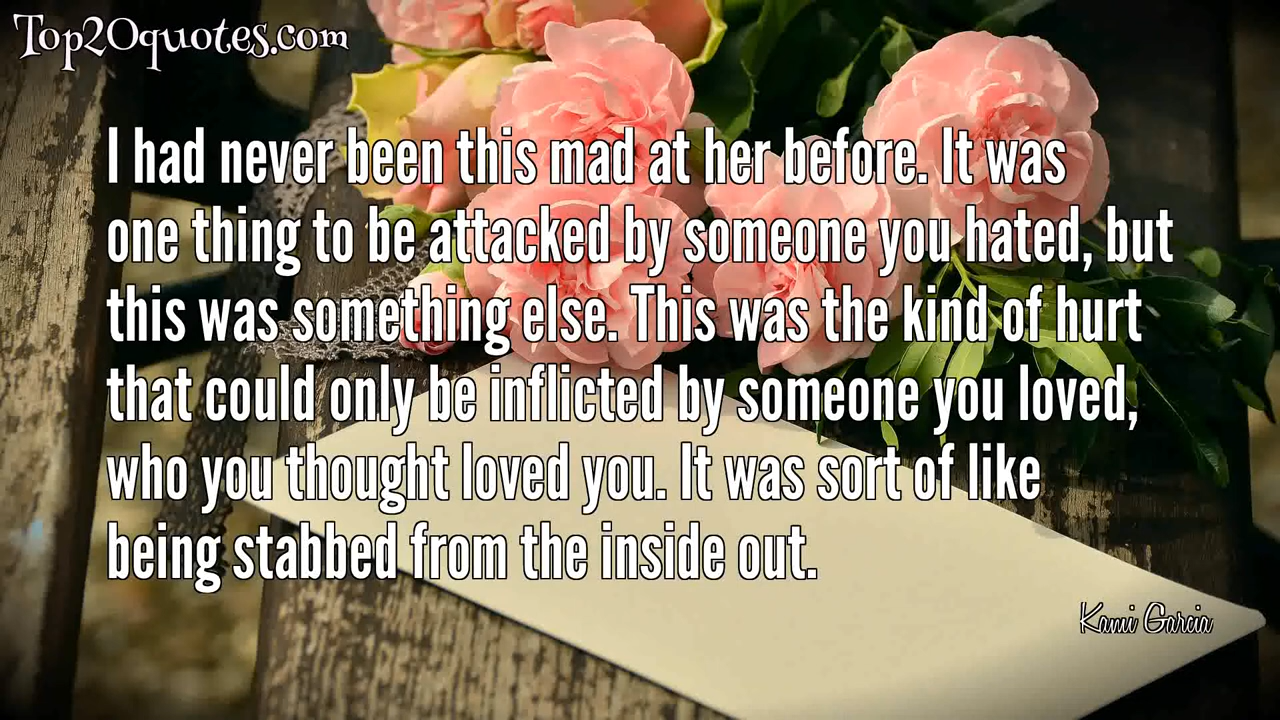 Top20quotes.com
I had never been this mad at her before. It was
one thing to be attacked by someone you hated, but
this was something else. This was the kind of hurt
that could only be inflicted by someone you loved,
who you thought loved you. It was sort of like
being stabbed from the inside out.
Kami Garcia